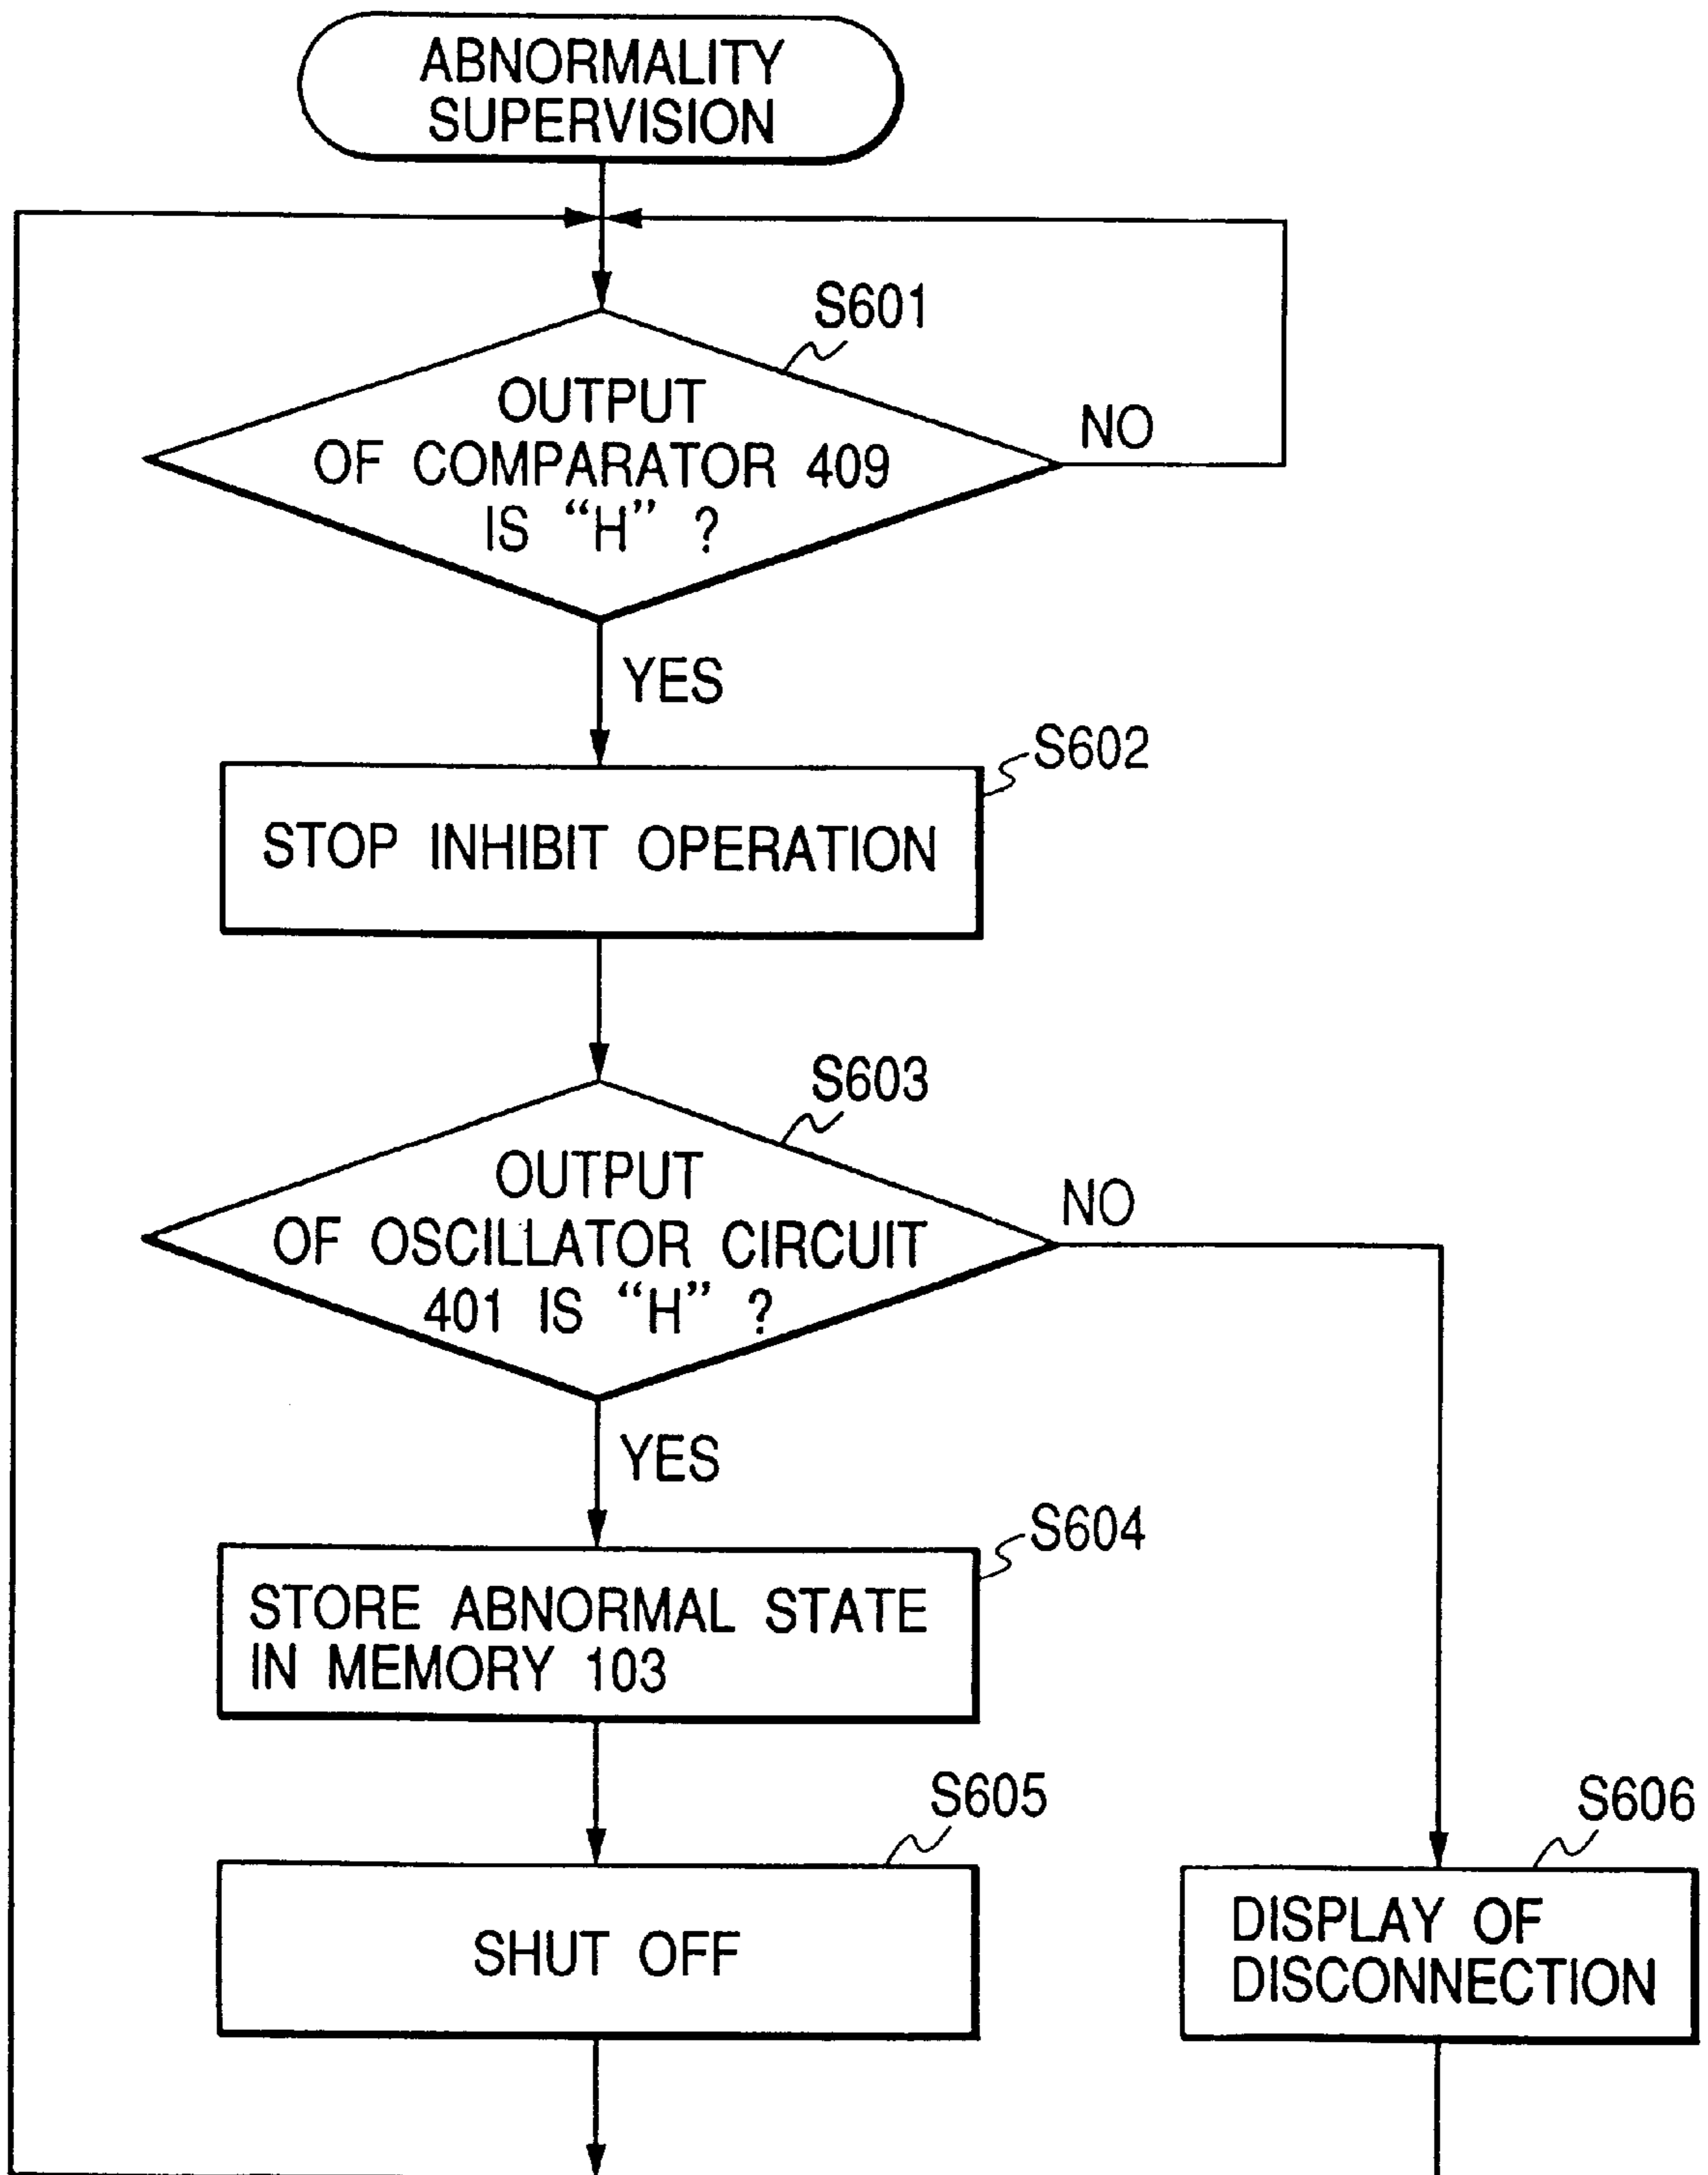 ABNORMALITY
SUPERVISION
S601
OUTPUT
OF COMPARATOR 409
IS “H” ?
NO
YES
S602
STOP INHIBIT OPERATION
S603
OUTPUT
OF OSCILLATOR CIRCUIT
401 IS “H” ?
NO
YES
S604
STORE ABNORMAL STATE
IN MEMORY 103
S605
SHUT OFF
S606
DISPLAY OF
DISCONNECTION